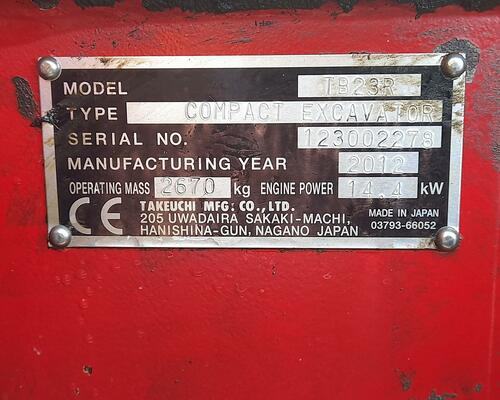 MODEL TB23R
TYPE COMPACT EXCAVATOR
SERIAL NO. 123002278
MANUFACTURING YEAR 2012
OPERATING MASS 2670 kg ENGINE POWER 14.4 kW
CE
TAKEUCHI MFG. CO., LTD.
205 UWADAIRA SAKAKI-MACHI,
HANISHINA-GUN, NAGANO JAPAN
MADE IN JAPAN
03793-66052